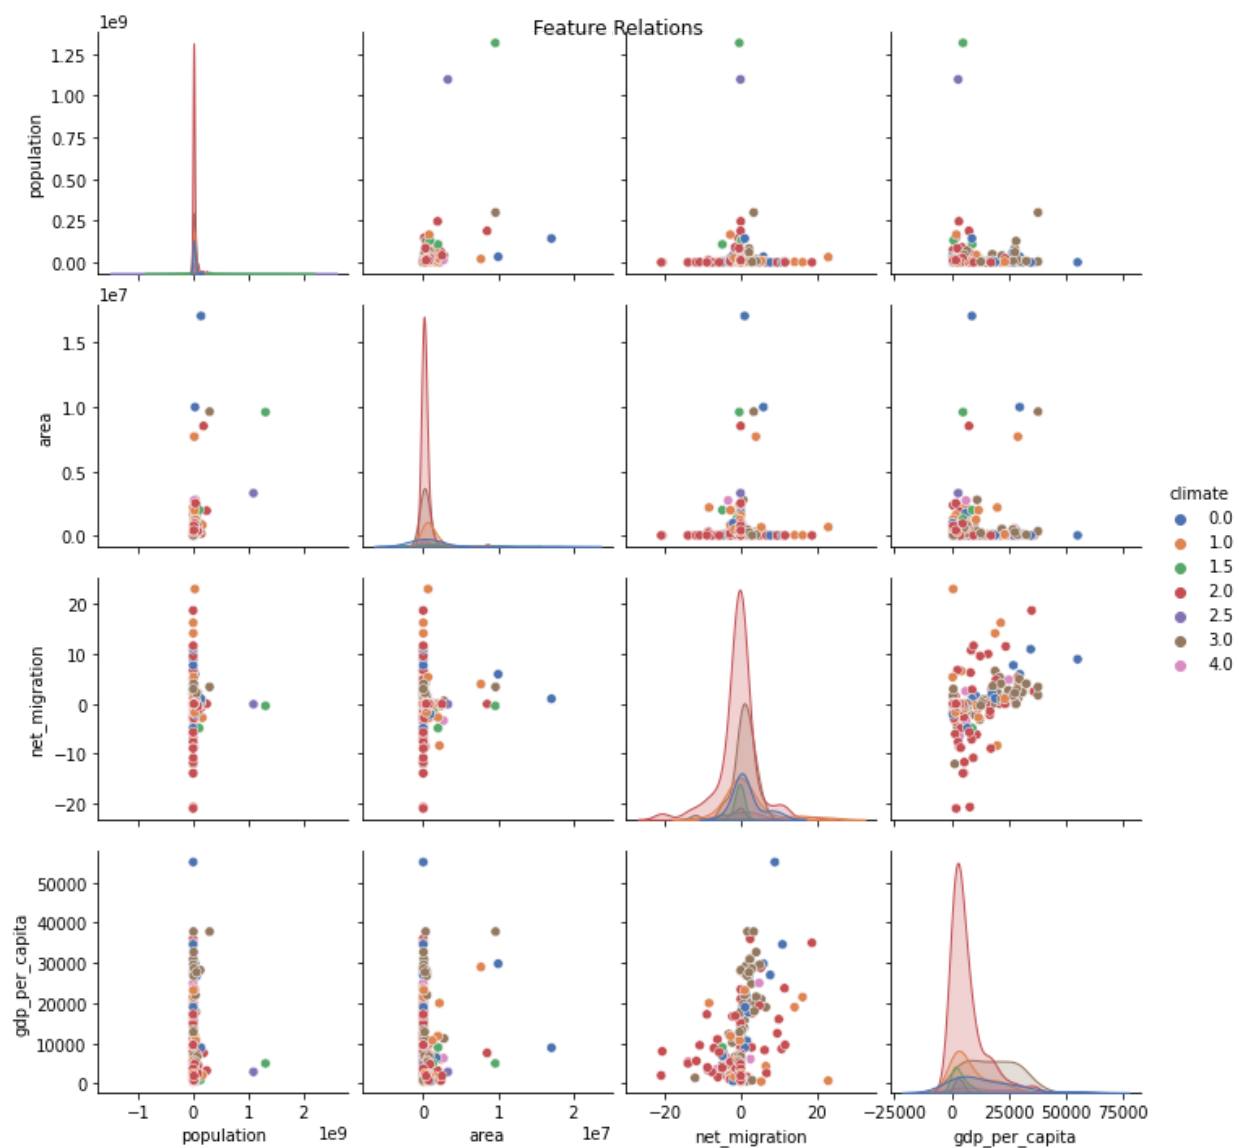 Feature Relations
1e9
1.25
1.00
0.75
0.50
0.25
0.00
population
1e7
1.5
1.0
0.5
0.0
area
climate
0.0
1.0
1.5
2.0
2.5
3.0
4.0
20
10
0
−10
−20
net_migration
50000
40000
30000
20000
10000
0
gdp_per_capita
−1 0 1 2
1e9
population
0 1 2
1e7
area
−20 0 20
net_migration
−25000 0 25000 50000 75000
gdp_per_capita